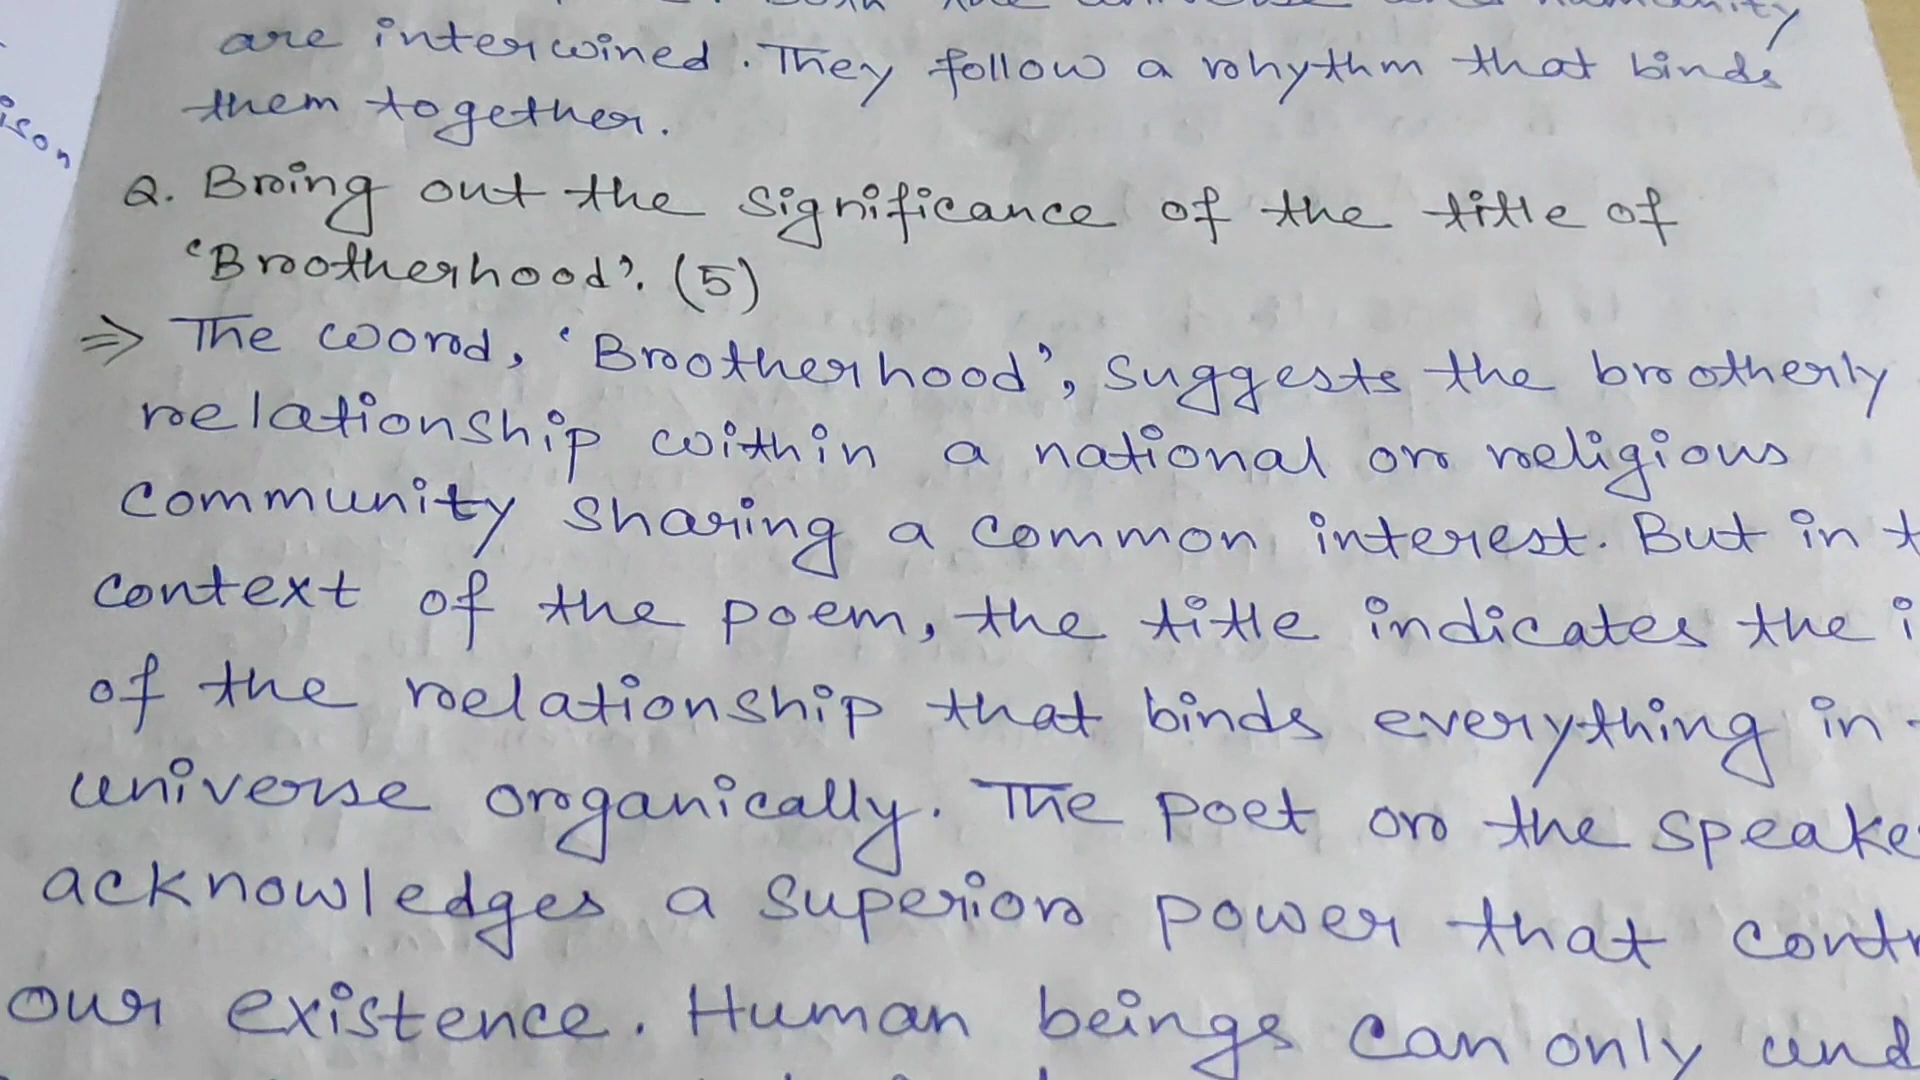 are interwined. They follow a rhythm that binds
them together.
Q. Bring out the significance of the title of
'Brotherhood'. (5)
⇒ The word, 'Brotherhood', suggests the brotherly
relationship within a national or religious
community sharing a common interest. But in
context of the poem, the title indicates the
of the relationship that binds everything in
universe organically. The poet or the
acknowledges a superior power that
our existence. Human beings can only
ison